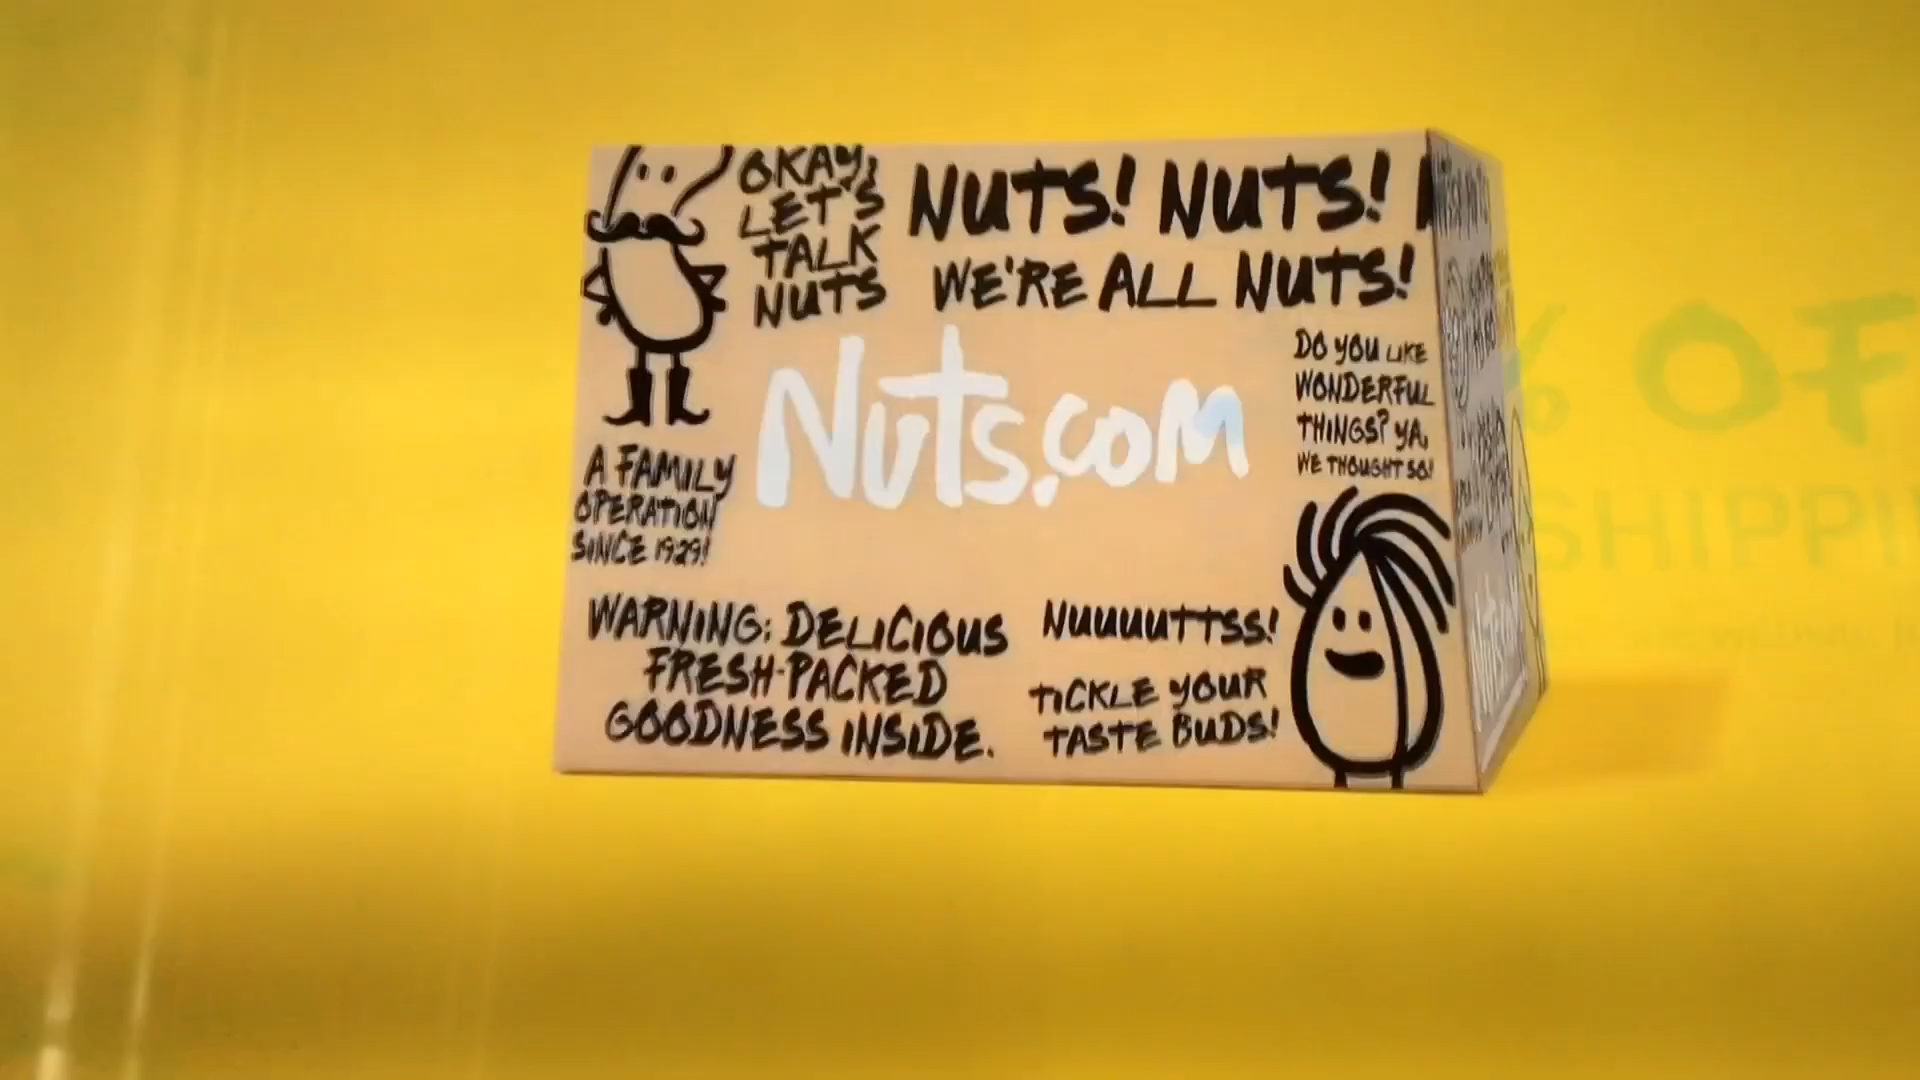 OKAY,
LET'S
TALK
NUTS
NUTS! NUTS!
WE'RE ALL NUTS!
Nuts.com
DO YOU LIKE
WONDERFUL
THINGS? YA,
WE THOUGHT SO!
A FAMILY
OPERATION
SINCE 1929!
WARNING: DELICIOUS
FRESH-PACKED
GOODNESS INSIDE.
NUUUUTTSS!
TICKLE YOUR
TASTE BUDS!
% OF
SHIPPI